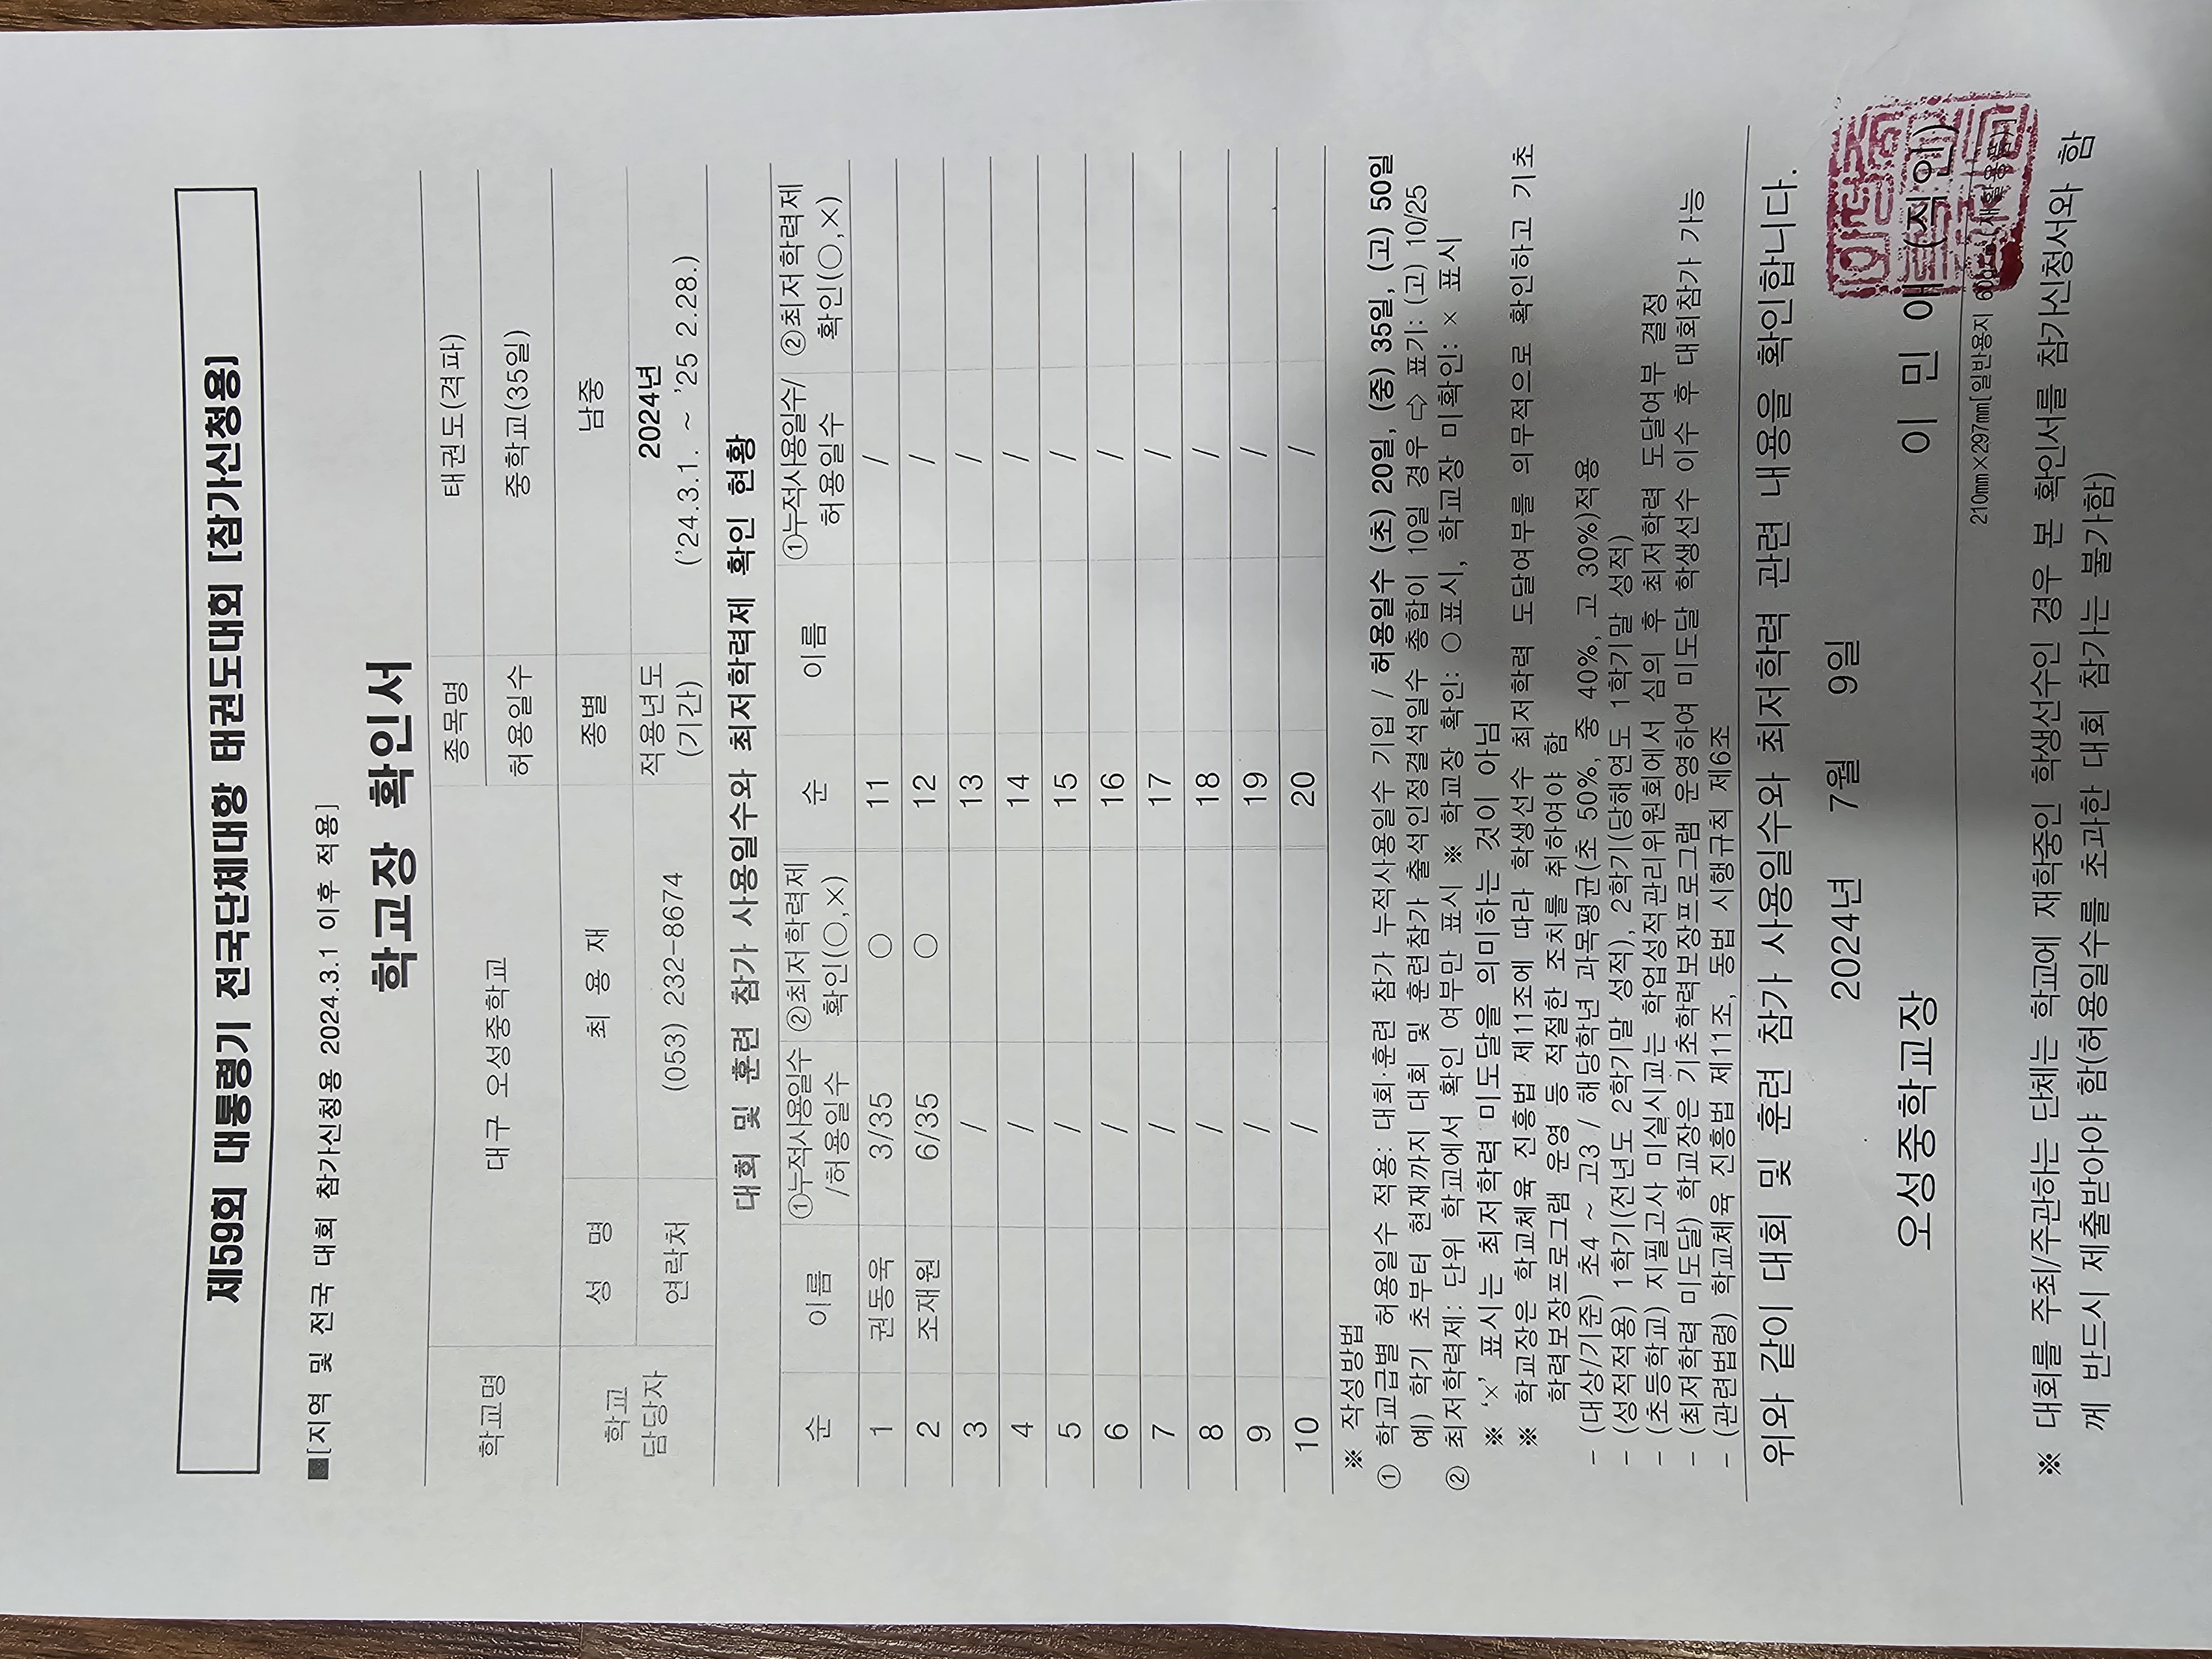 제59회 대통령기 전국단체대항 태권도대회 [참가신청용]
■[지역 및 전국 대회 참가신청용 2024.3.1 이후 적용]
학교장 확인서
학교명 대구 오성중학교 종목명 태권도(격파)
허용일수 중학교(35일)
학교 담당자 성 명 최 용 재 종별 남중
연락처 (053) 232-8674 적용년도 (기간) 2024년
('24.3.1. ~ '25 2.28.)
대회 및 훈련 참가 사용일수와 최저학력제 확인 현황
순 이름 ①누적사용일수 /허용일수 ②최저학력제 확인(○,×) 순 이름 ①누적사용일수/ 허용일수 ②최저학력제 확인(○,×)
1 권동욱 3/35 ○ 11 /
2 조재원 6/35 ○ 12 /
3 / 13 /
4 / 14 /
5 / 15 /
6 / 16 /
7 / 17 /
8 / 18 /
9 / 19 /
10 / 20 /
※ 작성방법
① 학교급별 허용일수 적용: 대회·훈련 참가 누적사용일수 기입 / 허용일수 (초) 20일, (중) 35일, (고) 50일
예) 학기 초부터 현재까지 대회 및 훈련참가 출석인정결석일수 총합이 10일 경우 ⇨ 표기: (고) 10/25
② 최저학력제: 단위 학교에서 확인 여부만 표시 ※ 학교장 확인: ○ 표시, 학교장 미확인: × 표시
※ '×' 표시는 최저학력 미도달을 의미하는 것이 아님
※ 학교장은 학교체육 진흥법 제11조에 따라 학생선수 최저학력 도달여부를 의무적으로 확인하고 기초
학력보장프로그램 운영 등 적절한 조치를 취하여야 함
- (대상/기준) 초4 ~ 고3 / 해당학년 과목평균(초 50%, 중 40%, 고 30%)적용
- (성적적용) 1학기(전년도 2학기말 성적), 2학기(당해연도 1학기말 성적)
- (초등학교) 지필고사 미실시교는 학업성적관리위원회에서 심의 후 최저학력 도달여부 결정
- (최저학력 미도달) 학교장은 기초학력보장프로그램 운영하여 미도달 학생선수 이수 후 대회참가 가능
- (관련법령) 학교체육 진흥법 제11조, 동법 시행규칙 제6조
위와 같이 대회 및 훈련 참가 사용일수와 최저학력 관련 내용을 확인합니다.
2024년 7월 9일
오성중학교장 이 민 애 (직인)
210mm×297mm[일반용지
※ 대회를 주최/주관하는 단체는 학교에 재학중인 학생선수인 경우 본 확인서를 참가신청서와 함
께 반드시 제출받아야 함(허용일수를 초과한 대회 참가는 불가함)